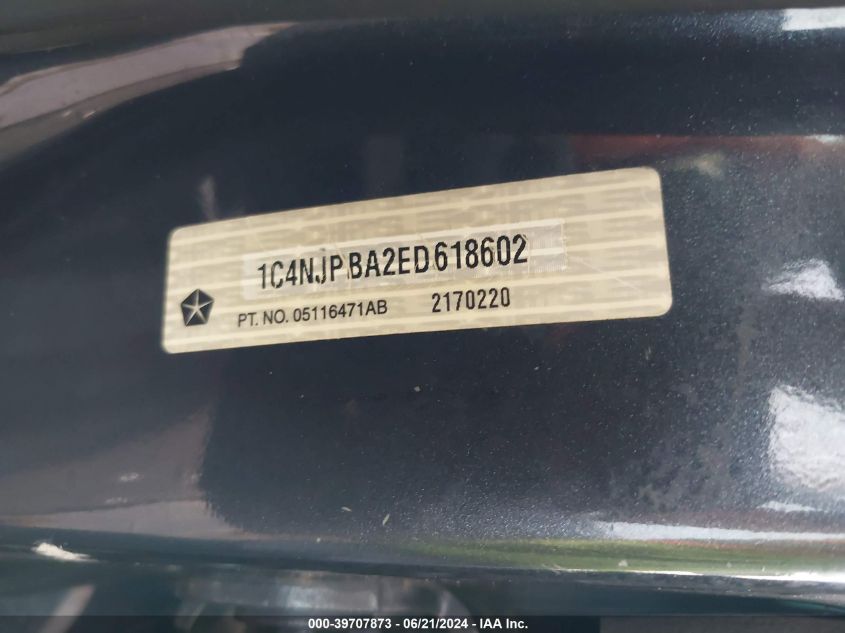 1C4NJPBA2ED618602
PT. NO. 05116471AB 2170220
000-39707873 / 06/21/2024 / IAA Inc.